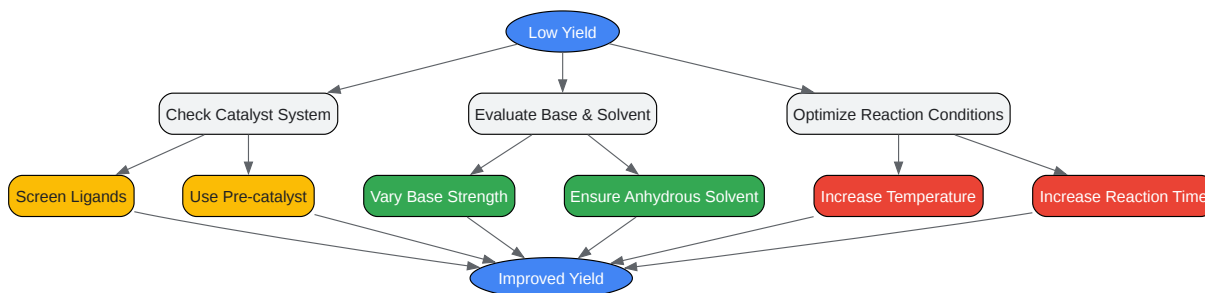 Low Yield
Check Catalyst System
Evaluate Base & Solvent
Optimize Reaction Conditions
Screen Ligands
Use Pre-catalyst
Vary Base Strength
Ensure Anhydrous Solvent
Increase Temperature
Increase Reaction Time
Improved Yield